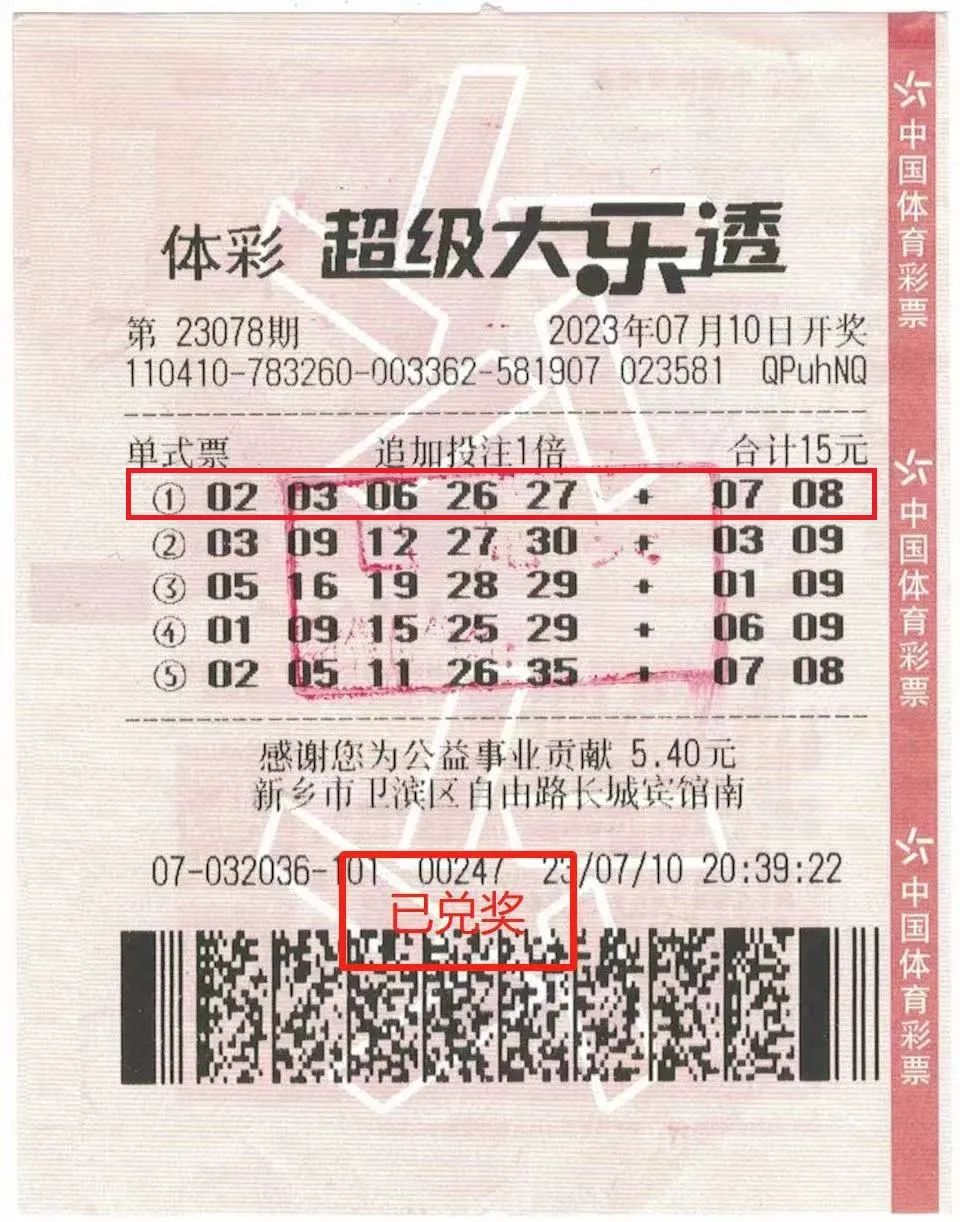 体彩 超级大乐透
第 23078期 2023年07月10日开奖
110410-783260-003362-581907 023581 QPuhNQ
单式票 追加投注1倍 合计15元
① 02 03 06 26 27 + 07 08
② 03 09 12 27 30 + 03 09
③ 05 16 19 28 29 + 01 09
④ 01 09 15 25 29 + 06 09
⑤ 02 05 11 26 35 + 07 08
感谢您为公益事业贡献 5.40元
新乡市卫滨区自由路长城宾馆南
07-032036-101 00247 23/07/10 20:39:22
已兑奖
中国体育彩票
中国体育彩票
中国体育彩票